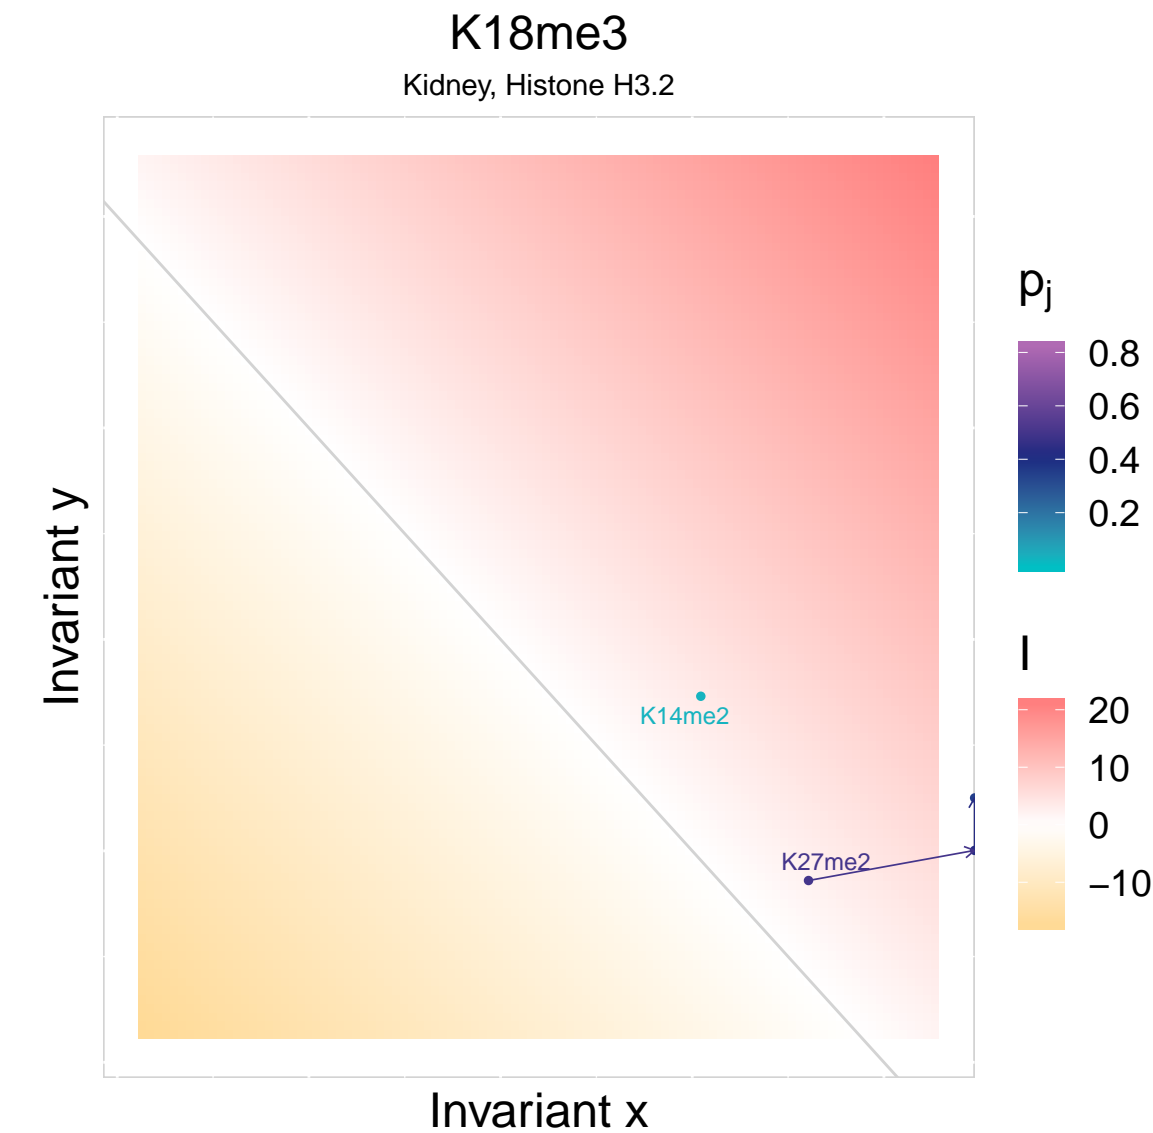 K18me3
Kidney, Histone H3.2
Invariant y
K14me2
K27me2
Invariant x
pj
0.8
0.6
0.4
0.2
I
20
10
0
−10